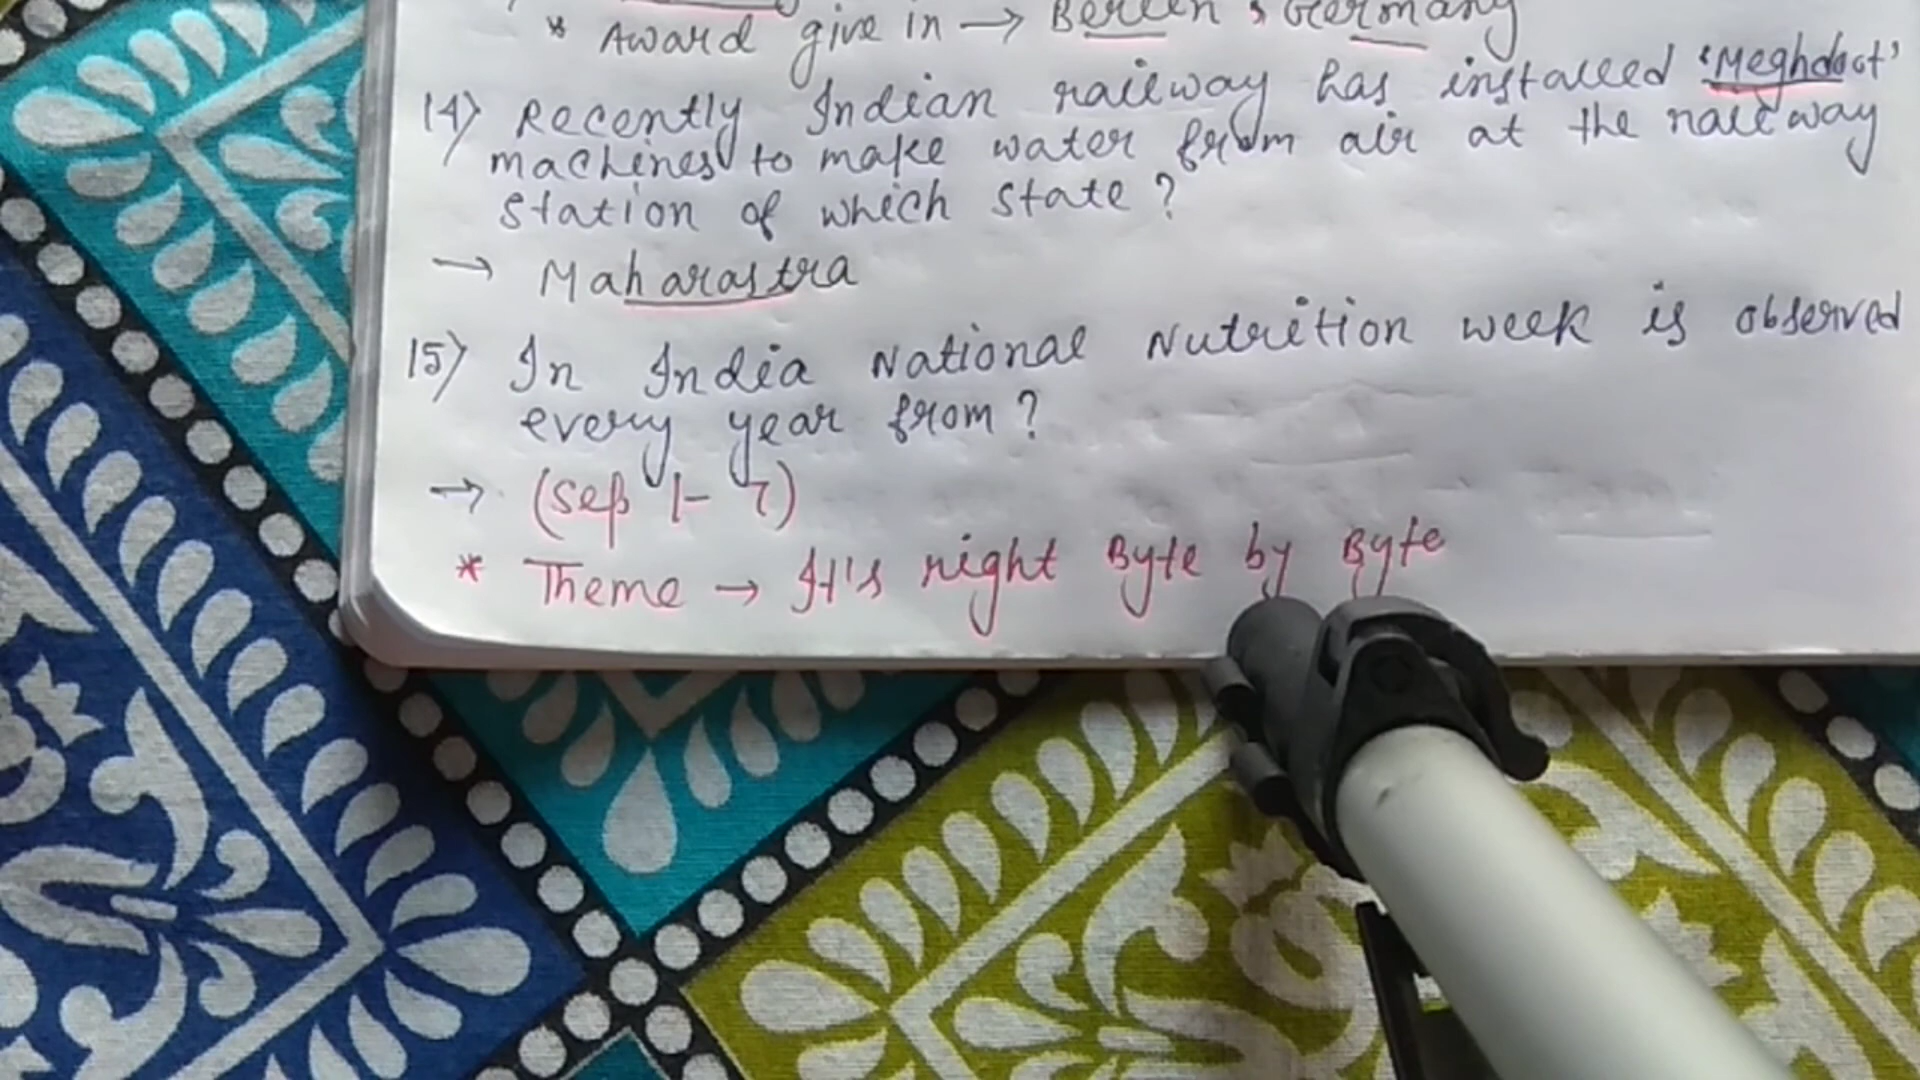 * Award give in → Berlin, Germany
14) Recently Indian railway has installed 'Meghdoot'
machines to make water from air at the railway
station of which state?
→ Maharastra
15) In India National Nutrition week is observed
every year from?
→ (Sep 1-7)
* Theme → It's right Byte by Byte